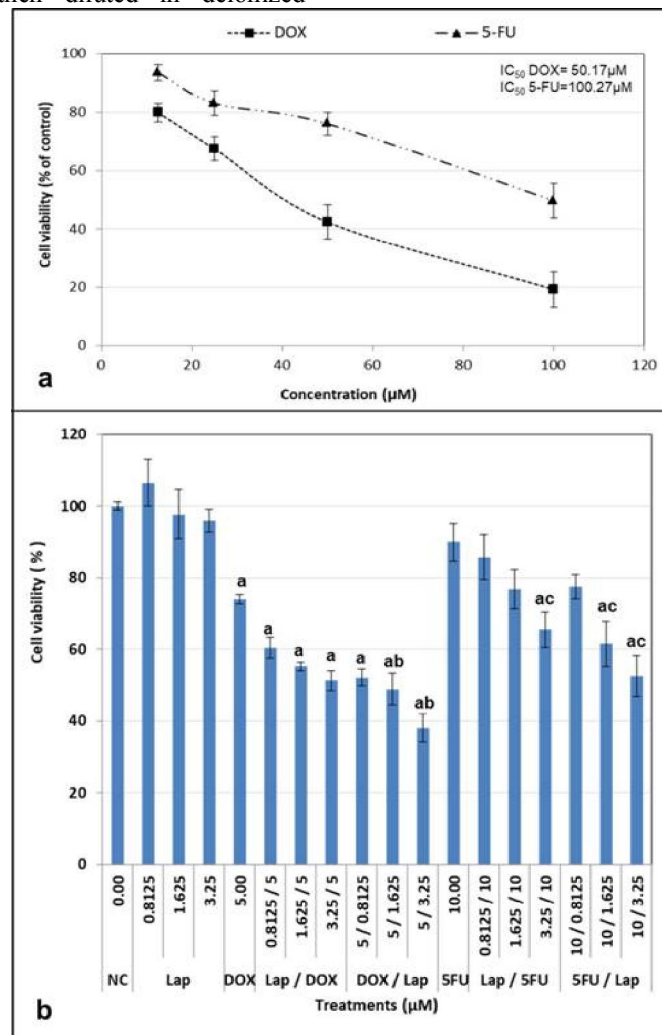 then diluted in deionized
DOX 5-FU
100
80
60
40
20
0
Cell viability (% of control)
IC50 DOX= 50.17µM
IC50 5-FU=100.27µM
0 20 40 60 80 100 120
Concentration (µM)
a
120
100
80
60
40
20
0
Cell viability ( % )
a
a
a
a
a
ab
ab
ac
ac
ac
0.00
0.8125
1.625
3.25
5.00
0.8125 / 5
1.625 / 5
3.25 / 5
5 / 0.8125
5 / 1.625
5 / 3.25
10.00
0.8125 / 10
1.625 / 10
3.25 / 10
10 / 0.8125
10 / 1.625
10 / 3.25
NC Lap DOX Lap / DOX DOX / Lap 5FU Lap / 5FU 5FU / Lap
Treatments (µM)
b